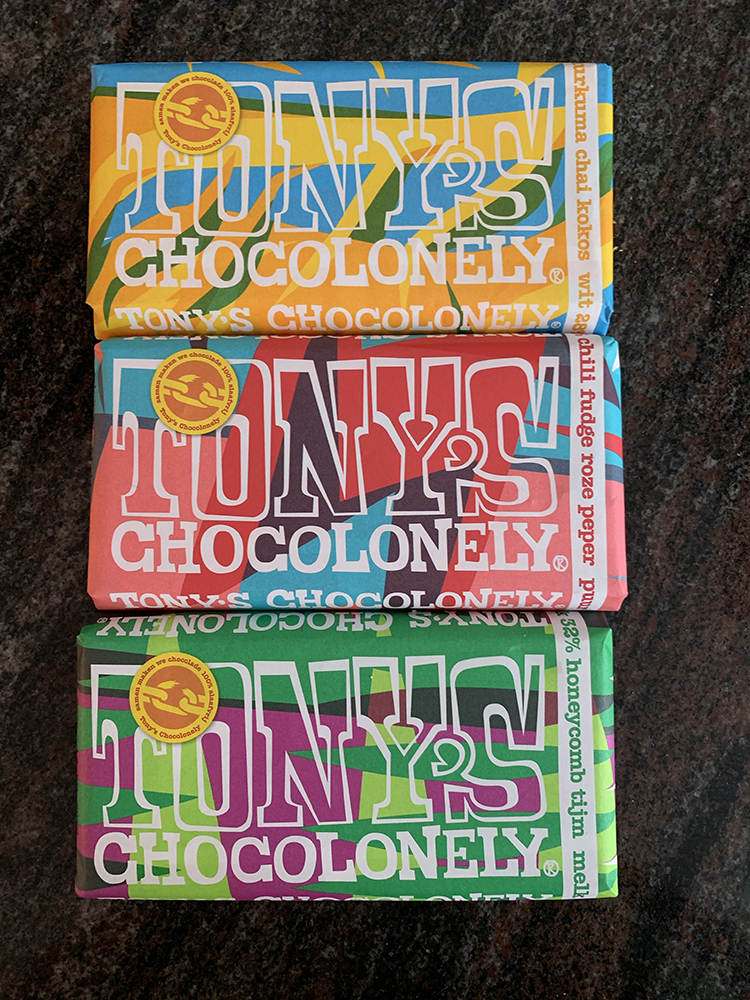 samen maken we chocolade 100% slaafvrij
Tony's Chocolonely
TONY'S
CHOCOLONELY®
TONY'S CHOCOLONELY
kurkuma chai kokos wit 28%
samen maken we chocolade 100% slaafvrij
Tony's Chocolonely
TONY'S
CHOCOLONELY®
TONY'S CHOCOLONELY
chili fudge roze peper
TONY'S CHOCOLONELY
samen maken we chocolade 100% slaafvrij
Tony's Chocolonely
TONY'S
CHOCOLONELY®
32% honeycomb tijm melk